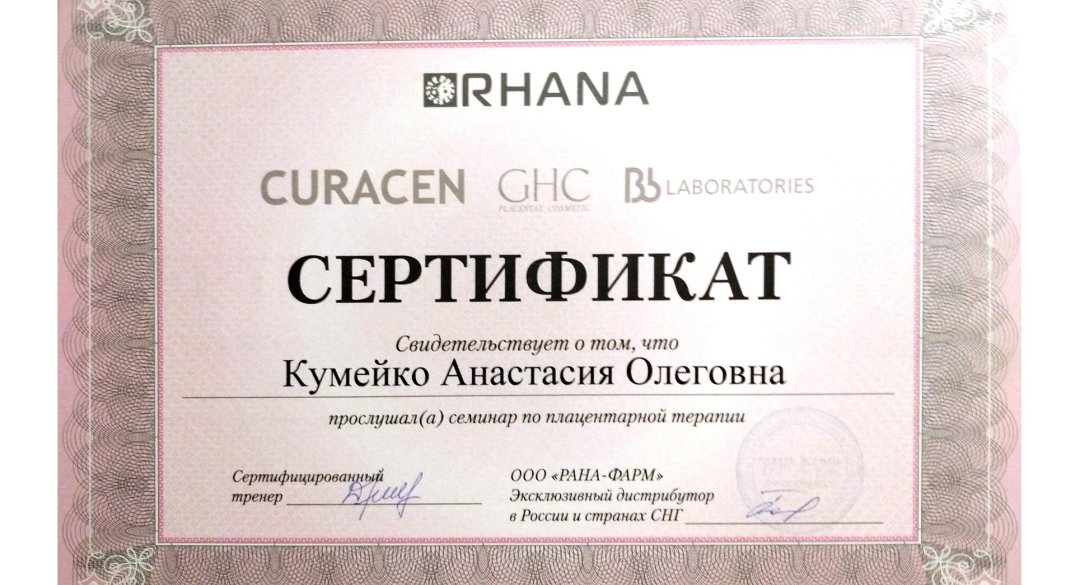 RHANA
CURACEN GHC Bb LABORATORIES
PLACENTAL COSMETIC
СЕРТИФИКАТ
Свидетельствует о том, что
Кумейко Анастасия Олеговна
прослушал(а) семинар по плацентарной терапии
Сертифицированный
тренер
ООО «РАНА-ФАРМ»
Эксклюзивный дистрибутор
в России и странах СНГ